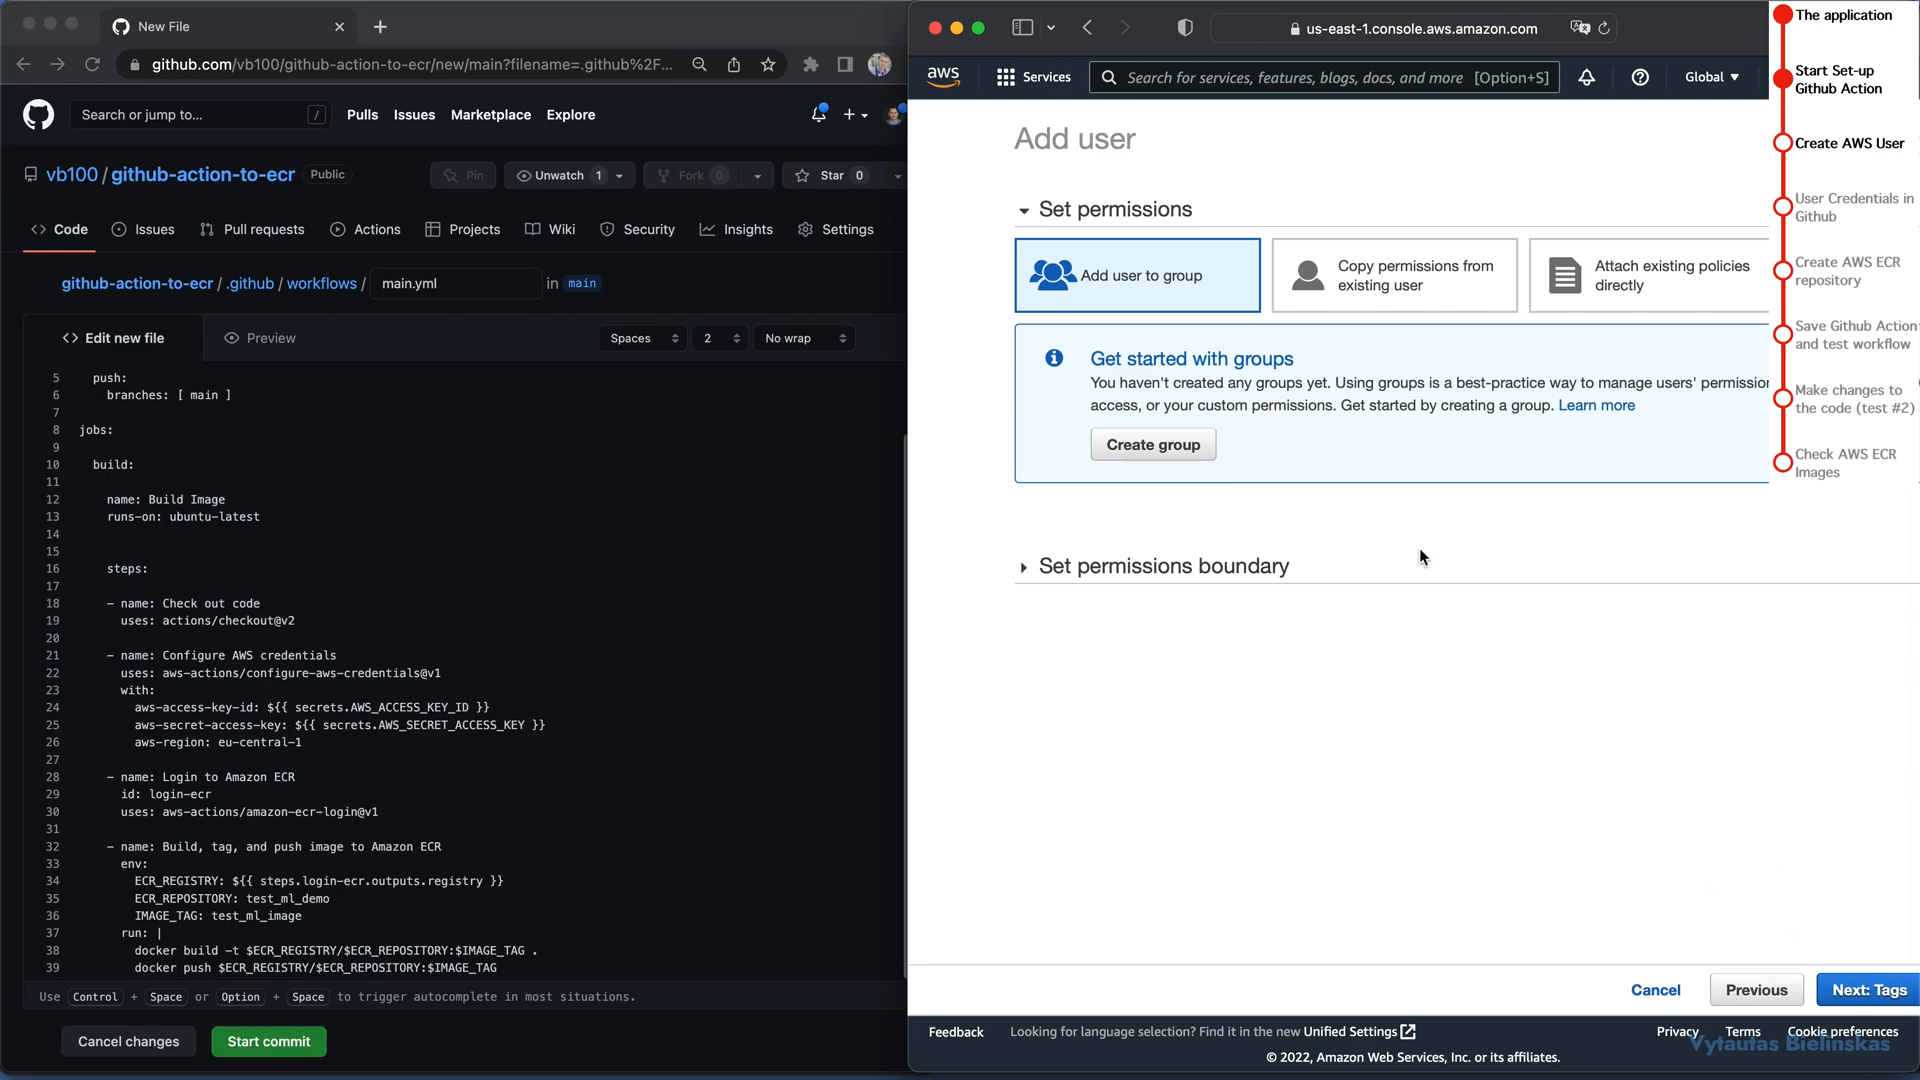 New File
github.com/vb100/github-action-to-ecr/new/main?filename=.github%2F...
Search or jump to...
/
Pulls
Issues
Marketplace
Explore
vb100 / github-action-to-ecr
Public
Pin
Unwatch 1
Fork 0
Star 0
Code
Issues
Pull requests
Actions
Projects
Wiki
Security
Insights
Settings
github-action-to-ecr / .github / workflows / main.yml in main
Edit new file
Preview
Spaces
2
No wrap
5 push:
6 branches: [ main ]
7
8 jobs:
9
10 build:
11
12 name: Build Image
13 runs-on: ubuntu-latest
14
15
16 steps:
17
18 - name: Check out code
19 uses: actions/checkout@v2
20
21 - name: Configure AWS credentials
22 uses: aws-actions/configure-aws-credentials@v1
23 with:
24 aws-access-key-id: ${{ secrets.AWS_ACCESS_KEY_ID }}
25 aws-secret-access-key: ${{ secrets.AWS_SECRET_ACCESS_KEY }}
26 aws-region: eu-central-1
27
28 - name: Login to Amazon ECR
29 id: login-ecr
30 uses: aws-actions/amazon-ecr-login@v1
31
32 - name: Build, tag, and push image to Amazon ECR
33 env:
34 ECR_REGISTRY: ${{ steps.login-ecr.outputs.registry }}
35 ECR_REPOSITORY: test_ml_demo
36 IMAGE_TAG: test_ml_image
37 run: |
38 docker build -t $ECR_REGISTRY/$ECR_REPOSITORY:$IMAGE_TAG .
39 docker push $ECR_REGISTRY/$ECR_REPOSITORY:$IMAGE_TAG
Use Control + Space or Option + Space to trigger autocomplete in most situations.
Cancel changes
Start commit
us-east-1.console.aws.amazon.com
aws
Services
Search for services, features, blogs, docs, and more [Option+S]
Global
Add user
Set permissions
Add user to group
Copy permissions from
existing user
Attach existing policies
directly
Get started with groups
You haven't created any groups yet. Using groups is a best-practice way to manage users' permission
access, or your custom permissions. Get started by creating a group. Learn more
Create group
Set permissions boundary
Cancel
Previous
Next: Tags
Feedback
Looking for language selection? Find it in the new Unified Settings
Privacy
Terms
Cookie preferences
© 2022, Amazon Web Services, Inc. or its affiliates.
Vytautas Bielinskas
The application
Start Set-up
Github Action
Create AWS User
User Credentials in
Github
Create AWS ECR
repository
Save Github Action
and test workflow
Make changes to
the code (test #2)
Check AWS ECR
Images